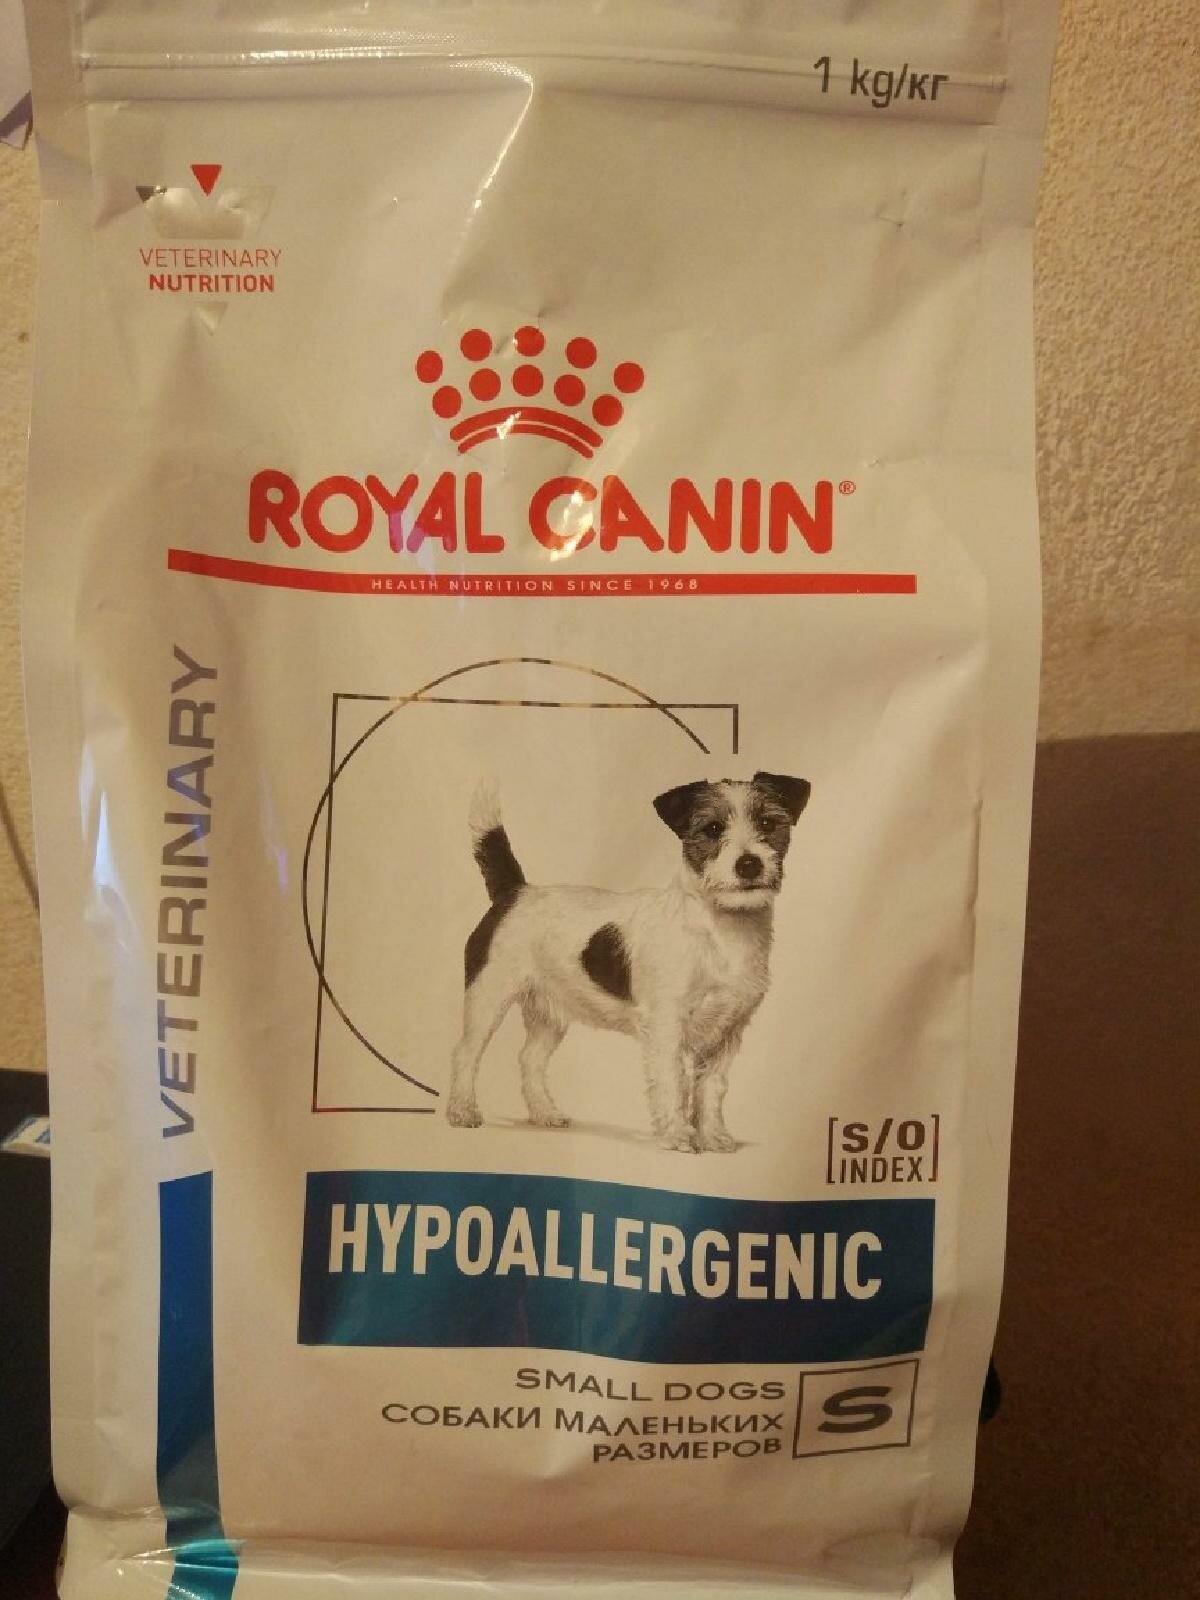 1 kg/кг
VETERINARY
NUTRITION
ROYAL CANIN®
HEALTH NUTRITION SINCE 1968
VETERINARY
S/O
INDEX
HYPOALLERGENIC
SMALL DOGS
СОБАКИ МАЛЕНЬКИХ
РАЗМЕРОВ
S